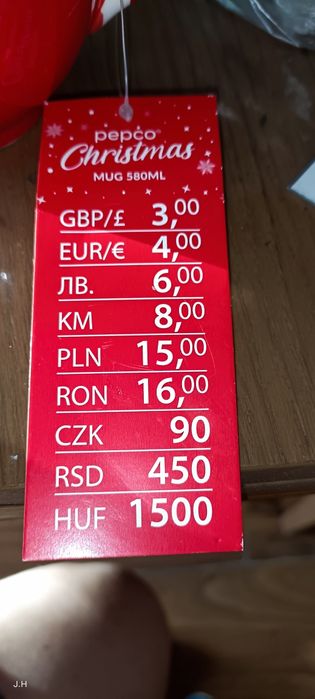 pepco
Christmas
MUG 580ML
GBP/£ 3,00
EUR/€ 4,00
ЛВ. 6,00
KM 8,00
PLN 15,00
RON 16,00
CZK 90
RSD 450
HUF 1500
J.H